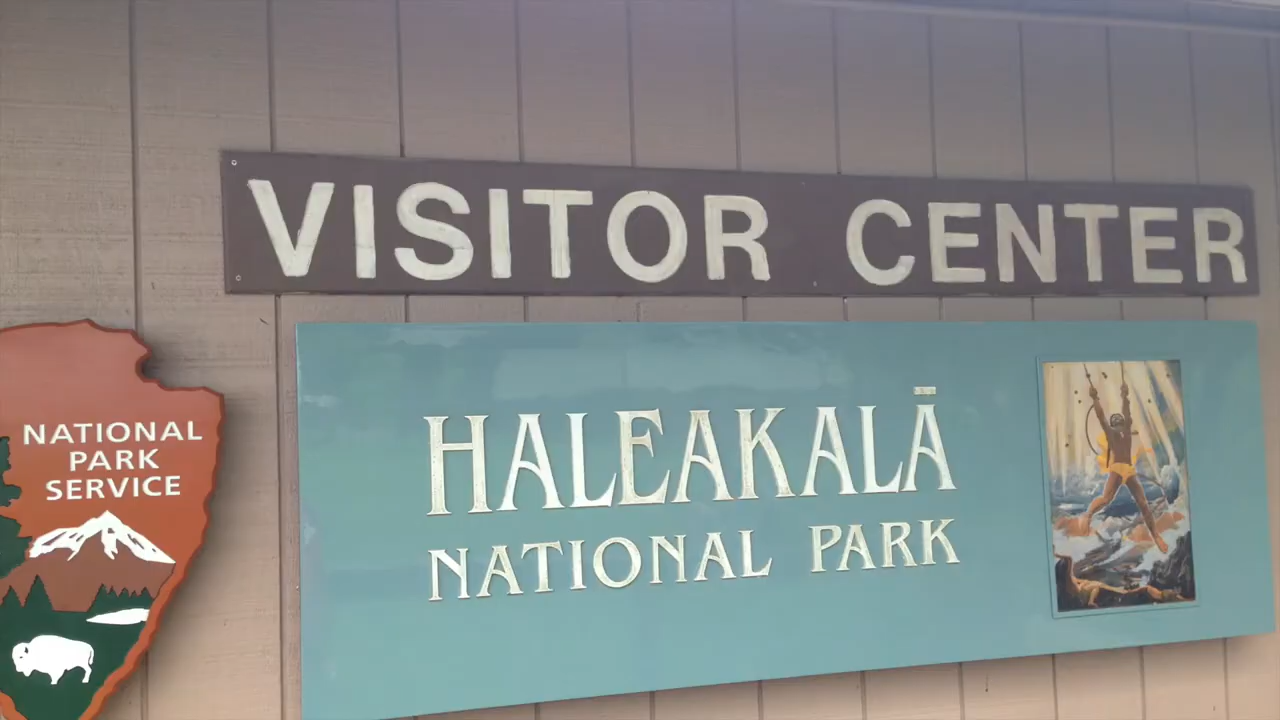 VISITOR CENTER
NATIONAL
PARK
SERVICE
HALEAKALĀ
NATIONAL PARK